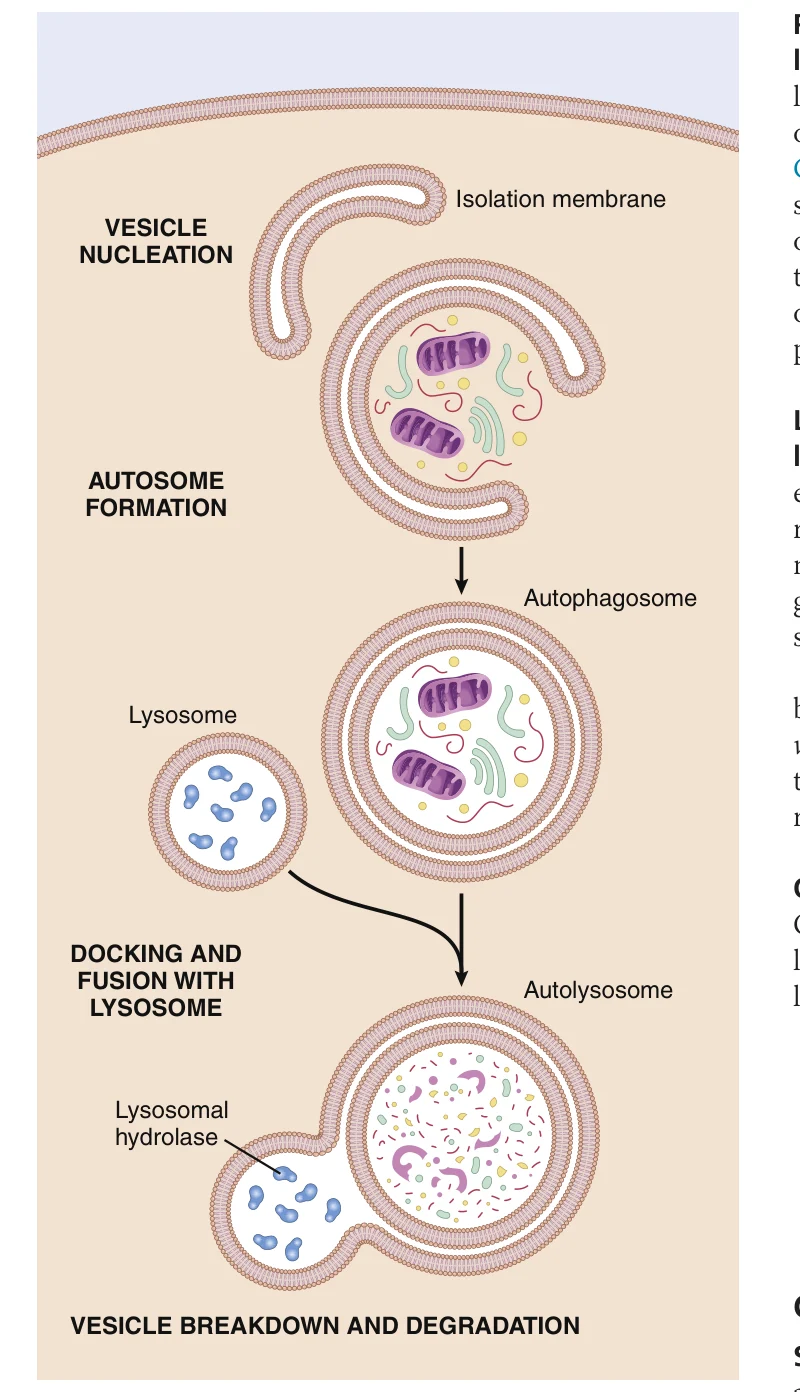 Isolation membrane
VESICLE
NUCLEATION
AUTOSOME
FORMATION
Autophagosome
Lysosome
DOCKING AND
FUSION WITH
LYSOSOME
Autolysosome
Lysosomal
hydrolase
VESICLE BREAKDOWN AND DEGRADATION